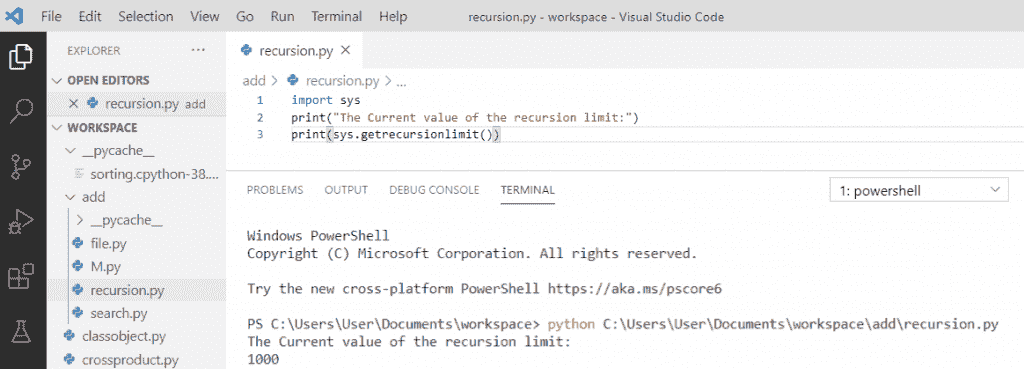 File Edit Selection View Go Run Terminal Help recursion.py - workspace - Visual Studio Code
EXPLORER ...
OPEN EDITORS
recursion.py add
WORKSPACE
__pycache__
sorting.cpython-38....
add
__pycache__
file.py
M.py
recursion.py
search.py
classobject.py
crossproduct.py
recursion.py
add > recursion.py > ...
1 import sys
2 print("The Current value of the recursion limit:")
3 print(sys.getrecursionlimit())
PROBLEMS OUTPUT DEBUG CONSOLE TERMINAL 1: powershell
Windows PowerShell
Copyright (C) Microsoft Corporation. All rights reserved.
Try the new cross-platform PowerShell https://aka.ms/pscore6
PS C:\Users\User\Documents\workspace> python C:\Users\User\Documents\workspace\add\recursion.py
The Current value of the recursion limit:
1000